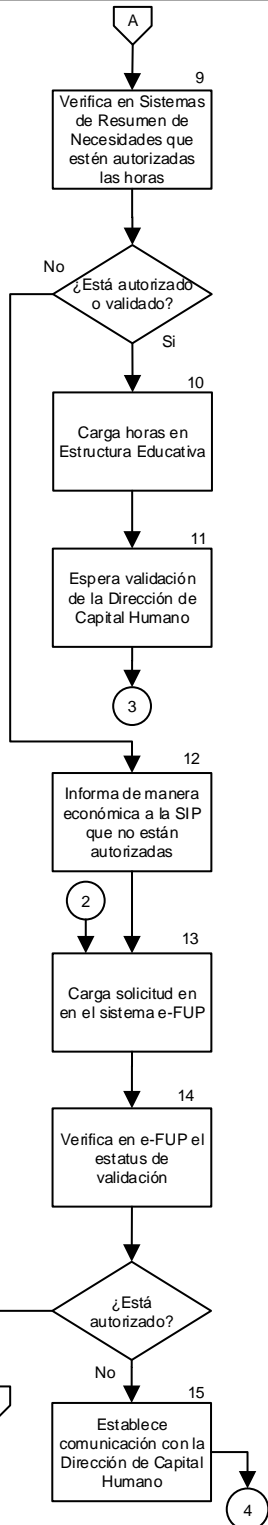 A
9
Verifica en Sistemas
de Resumen de
Necesidades que
estén autorizadas
las horas
No
¿Está autorizado
o validado?
Si
10
Carga horas en
Estructura Educativa
11
Espera validación
de la Dirección de
Capital Humano
3
12
Informa de manera
económica a la SIP
que no están
autorizadas
2
13
Carga solicitud en
en el sistema e-FUP
14
Verifica en e-FUP el
estatus de
validación
¿Está
autorizado?
No
15
Establece
comunicación con la
Dirección de Capital
Humano
4